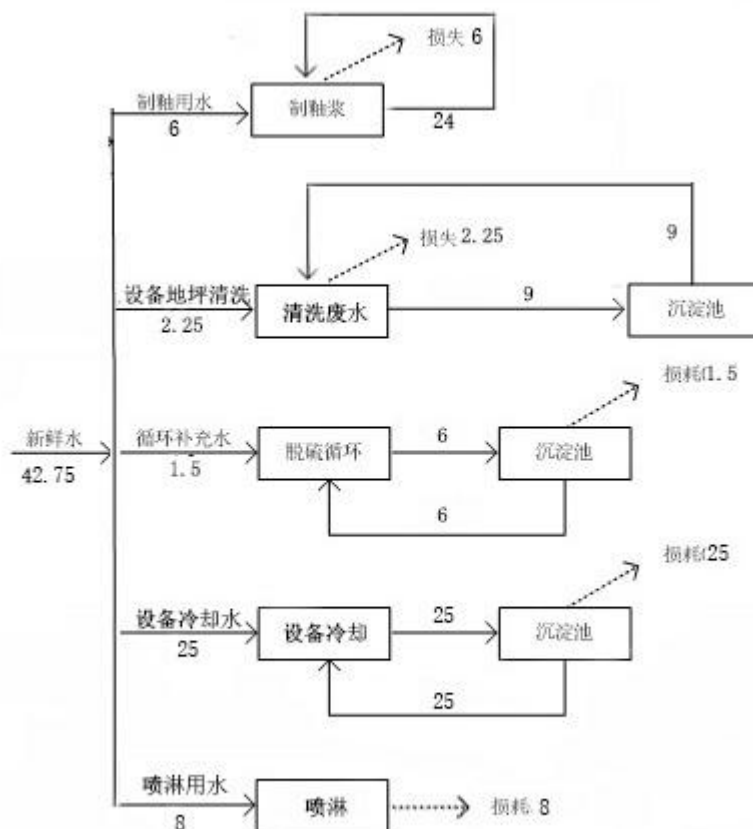 损失 6
制釉用水
6
制釉浆
24
损失 2.25
9
设备地坪清洗
2.25
清洗废水
9
沉淀池
损耗 1.5
新鲜水
42.75
循环补充水
1.5
脱硫循环
6
沉淀池
6
损耗 25
设备冷却水
25
设备冷却
25
沉淀池
25
喷淋用水
8
喷淋
损耗 8